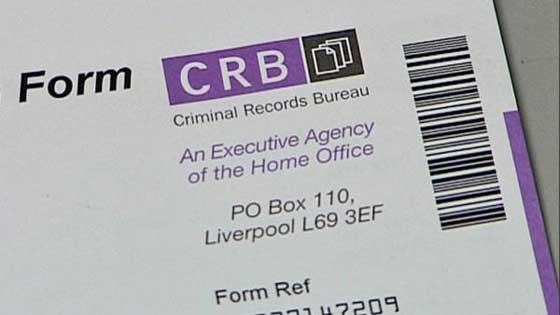 Form
CRB
Criminal Records Bureau
An Executive Agency
of the Home Office
PO Box 110,
Liverpool L69 3EF
Form Ref